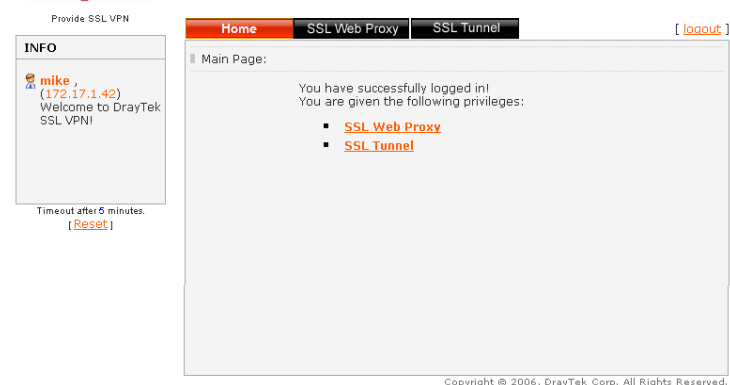 Provide SSL VPN
Home
SSL Web Proxy
SSL Tunnel
[ logout ]
INFO
mike ,
(172.17.1.42)
Welcome to DrayTek
SSL VPN!
Timeout after 5 minutes.
[ Reset ]
Main Page:
You have successfully logged in!
You are given the following privileges:
SSL Web Proxy
SSL Tunnel
Copyright © 2006, DrayTek Corp. All Rights Reserved.